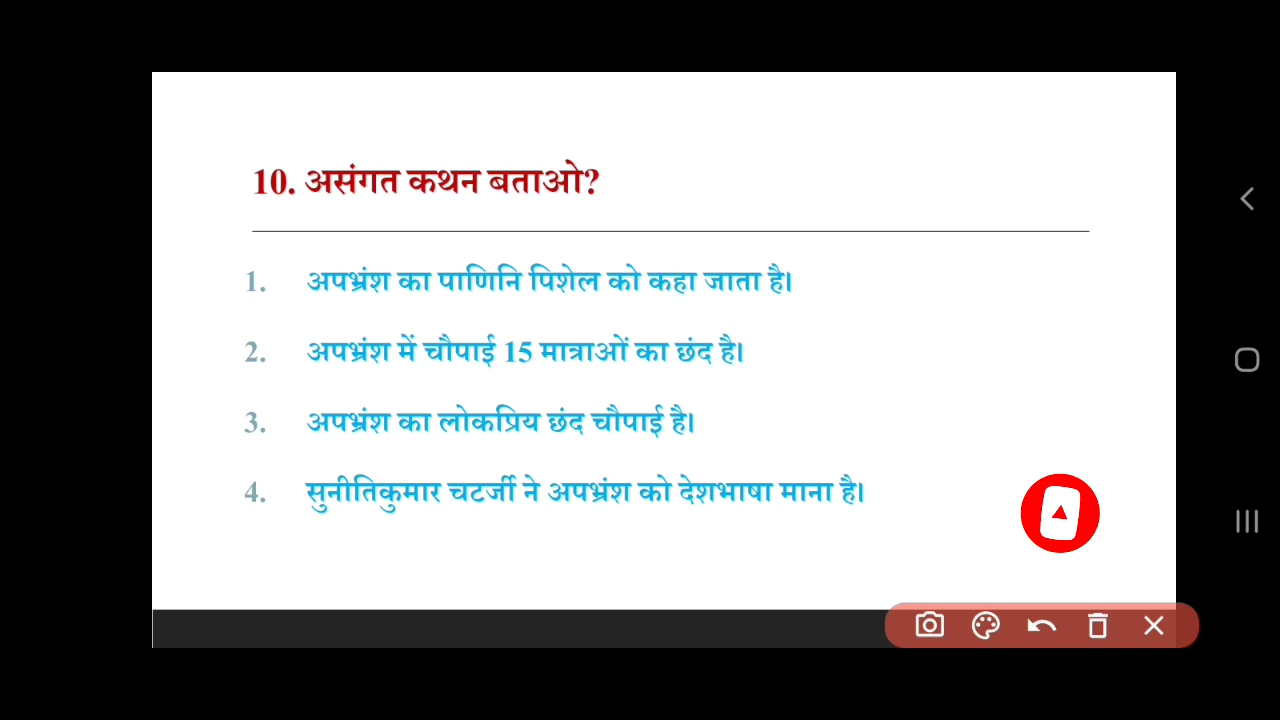 10. असंगत कथन बताओ?
1. अपभ्रंश का पाणिनि पिशेल को कहा जाता है।
2. अपभ्रंश में चौपाई 15 मात्राओं का छंद है।
3. अपभ्रंश का लोकप्रिय छंद चौपाई है।
4. सुनीतिकुमार चटर्जी ने अपभ्रंश को देशभाषा माना है।